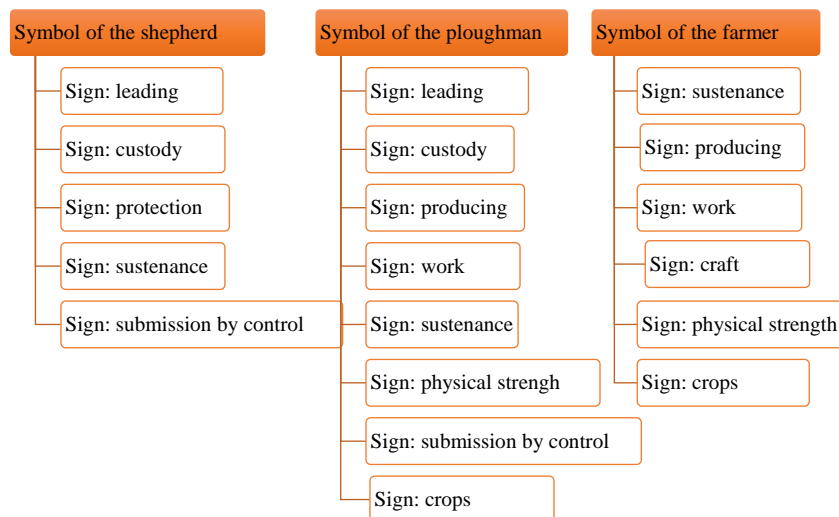 Symbol of the shepherd
Sign: leading
Sign: custody
Sign: protection
Sign: sustenance
Sign: submission by control
Symbol of the ploughman
Sign: leading
Sign: custody
Sign: producing
Sign: work
Sign: sustenance
Sign: physical strengh
Sign: submission by control
Sign: crops
Symbol of the farmer
Sign: sustenance
Sign: producing
Sign: work
Sign: craft
Sign: physical strength
Sign: crops